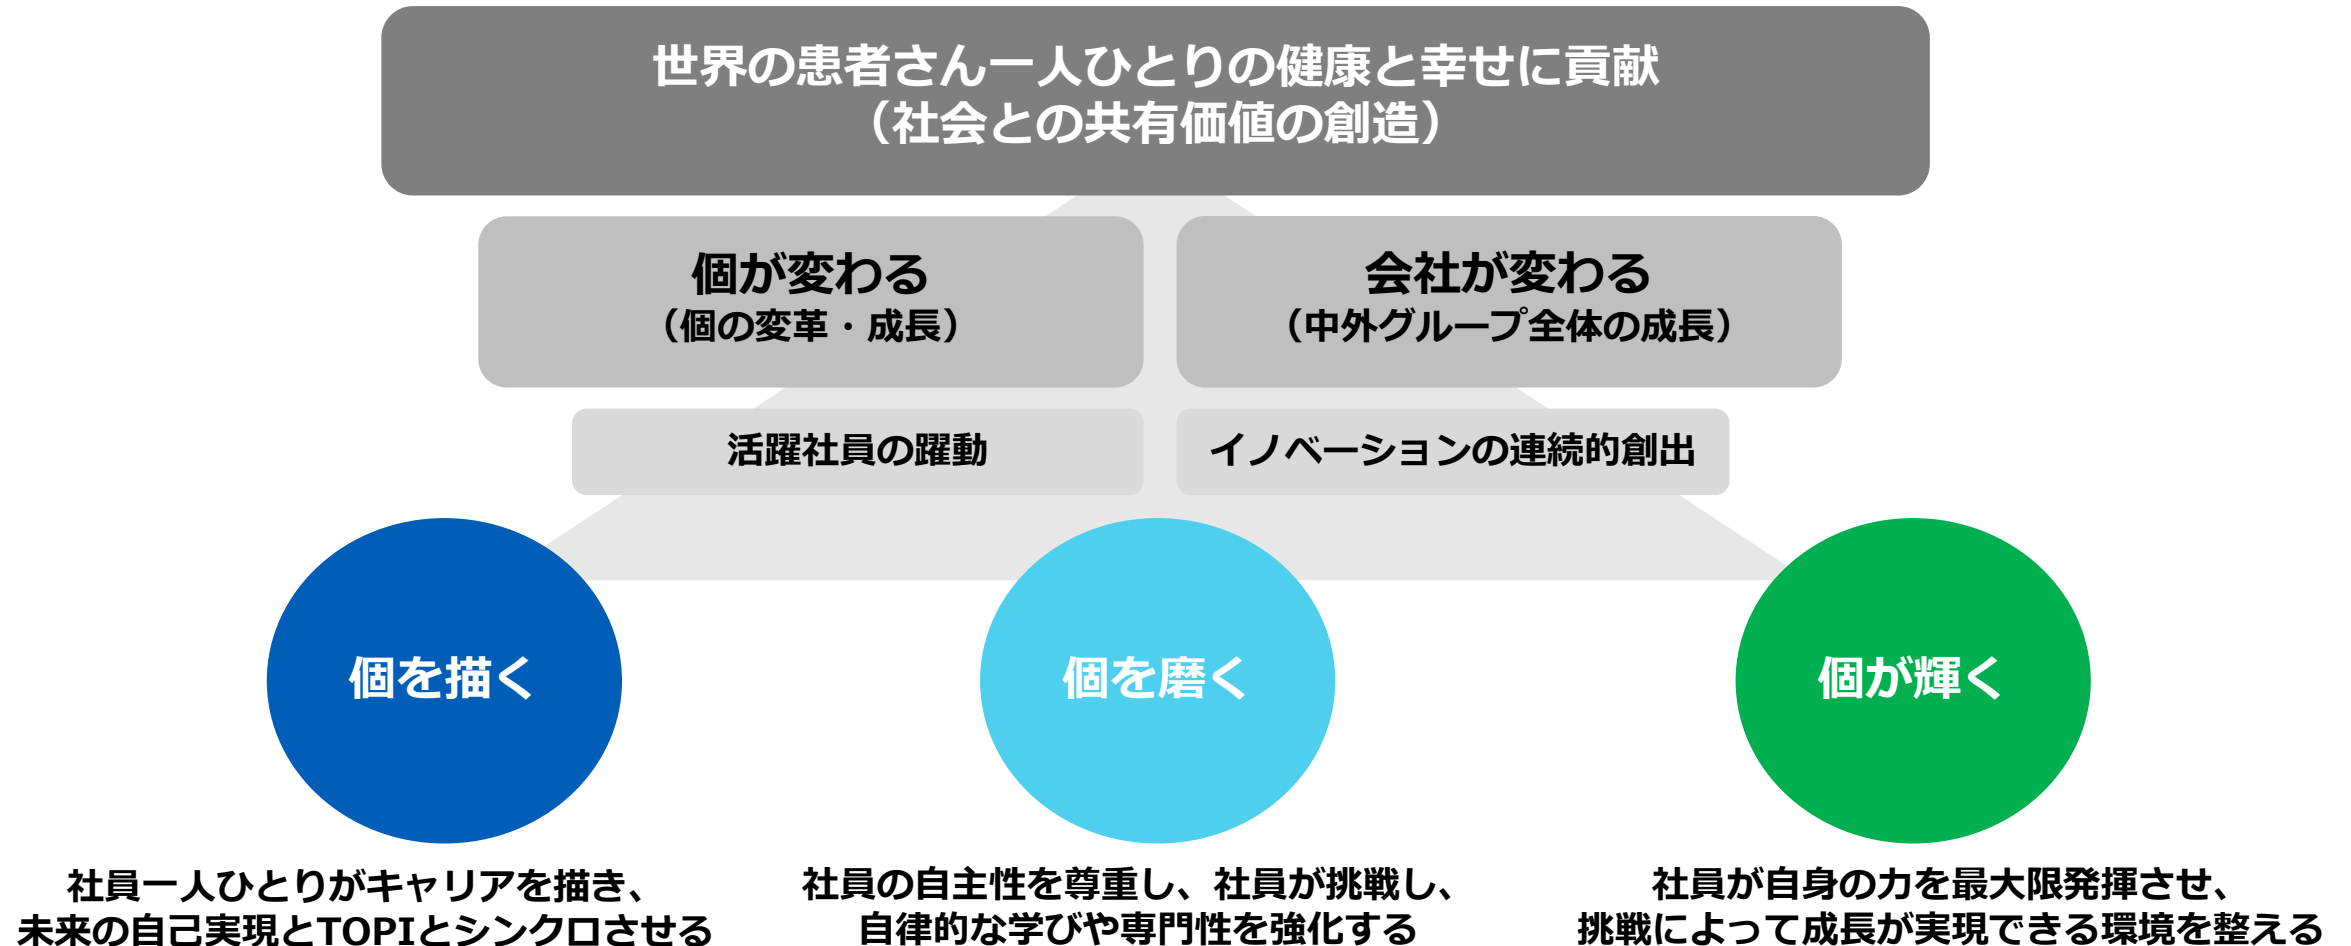 世界の患者さん一人ひとりの健康と幸せに貢献
（社会との共有価値の創造）
個が変わる
（個の変革・成長）
会社が変わる
（中外グループ全体の成長）
活躍社員の躍動
イノベーションの連続的創出
個を描く
個を磨く
個が輝く
社員一人ひとりがキャリアを描き、
未来の自己実現とTOPIとシンクロさせる
社員の自主性を尊重し、社員が挑戦し、
自律的な学びや専門性を強化する
社員が自身の力を最大限発揮させ、
挑戦によって成長が実現できる環境を整える